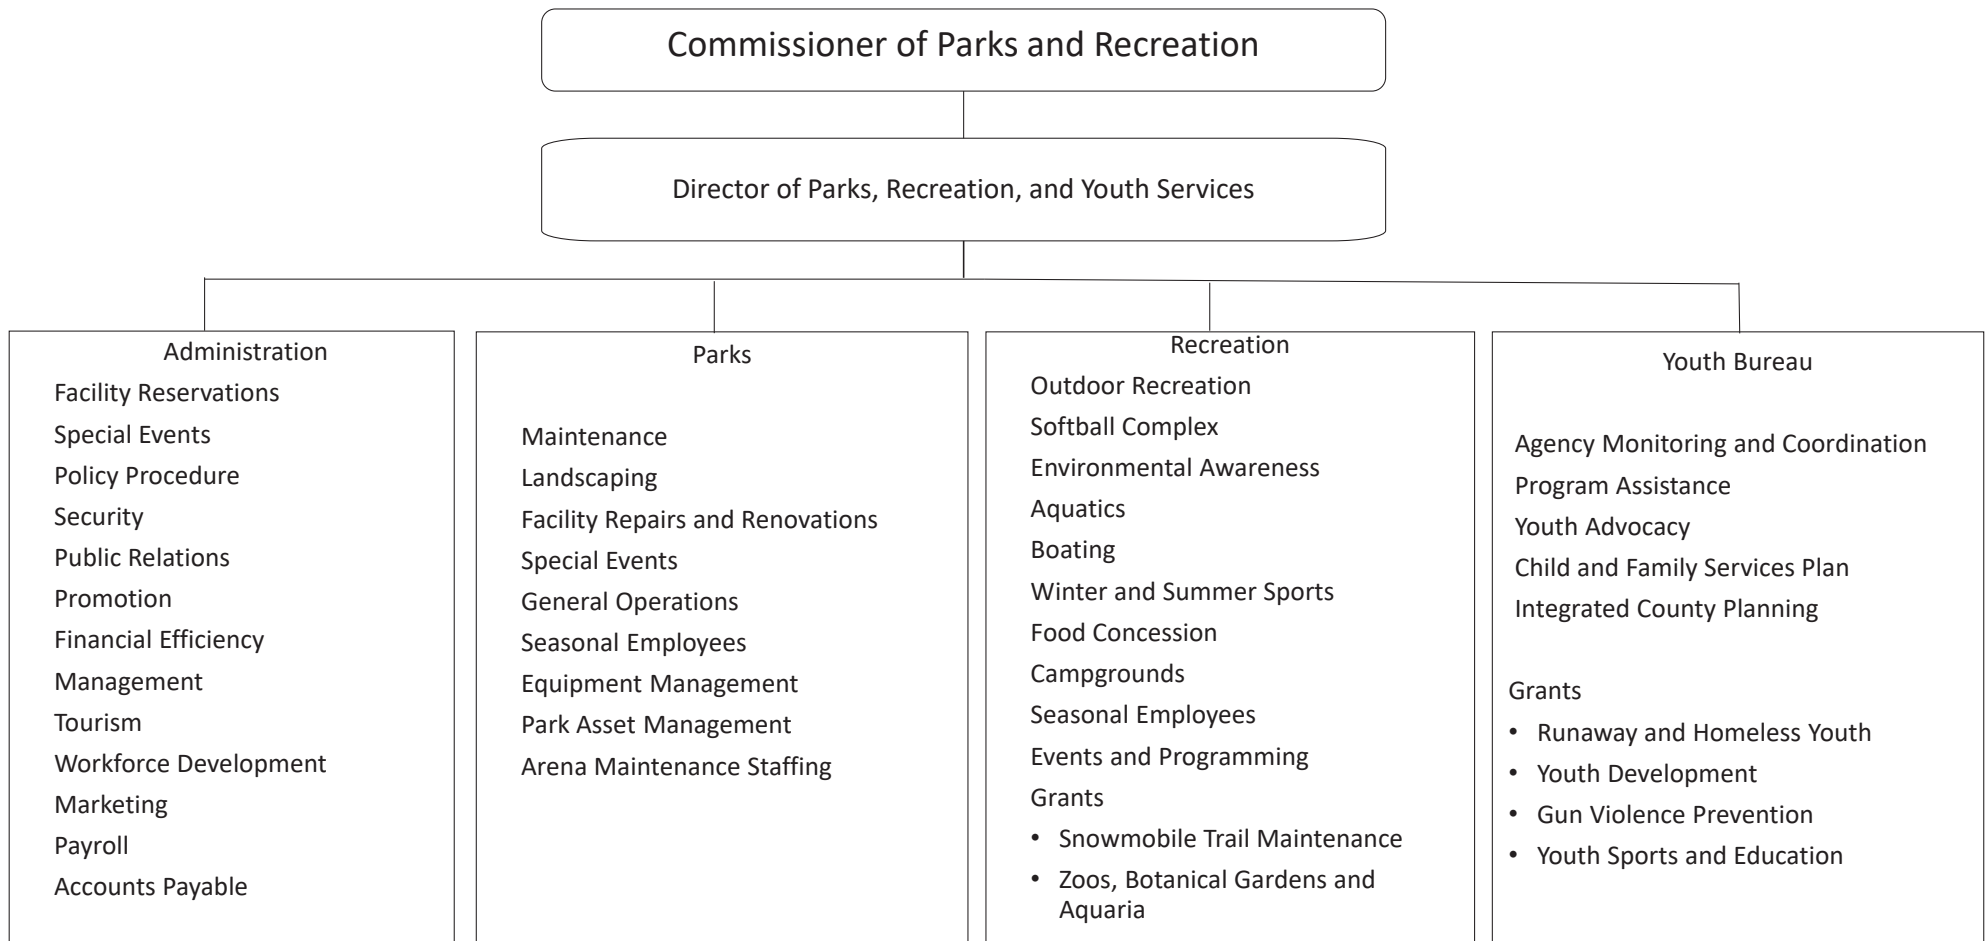 Commissioner of Parks and Recreation
Director of Parks, Recreation, and Youth Services
Administration
Facility Reservations
Special Events
Policy Procedure
Security
Public Relations
Promotion
Financial Efficiency
Management
Tourism
Workforce Development
Marketing
Payroll
Accounts Payable
Parks
Maintenance
Landscaping
Facility Repairs and Renovations
Special Events
General Operations
Seasonal Employees
Equipment Management
Park Asset Management
Arena Maintenance Staffing
Recreation
Outdoor Recreation
Softball Complex
Environmental Awareness
Aquatics
Boating
Winter and Summer Sports
Food Concession
Campgrounds
Seasonal Employees
Events and Programming
Grants
• Snowmobile Trail Maintenance
• Zoos, Botanical Gardens and
Aquaria
Youth Bureau
Agency Monitoring and Coordination
Program Assistance
Youth Advocacy
Child and Family Services Plan
Integrated County Planning
Grants
• Runaway and Homeless Youth
• Youth Development
• Gun Violence Prevention
• Youth Sports and Education